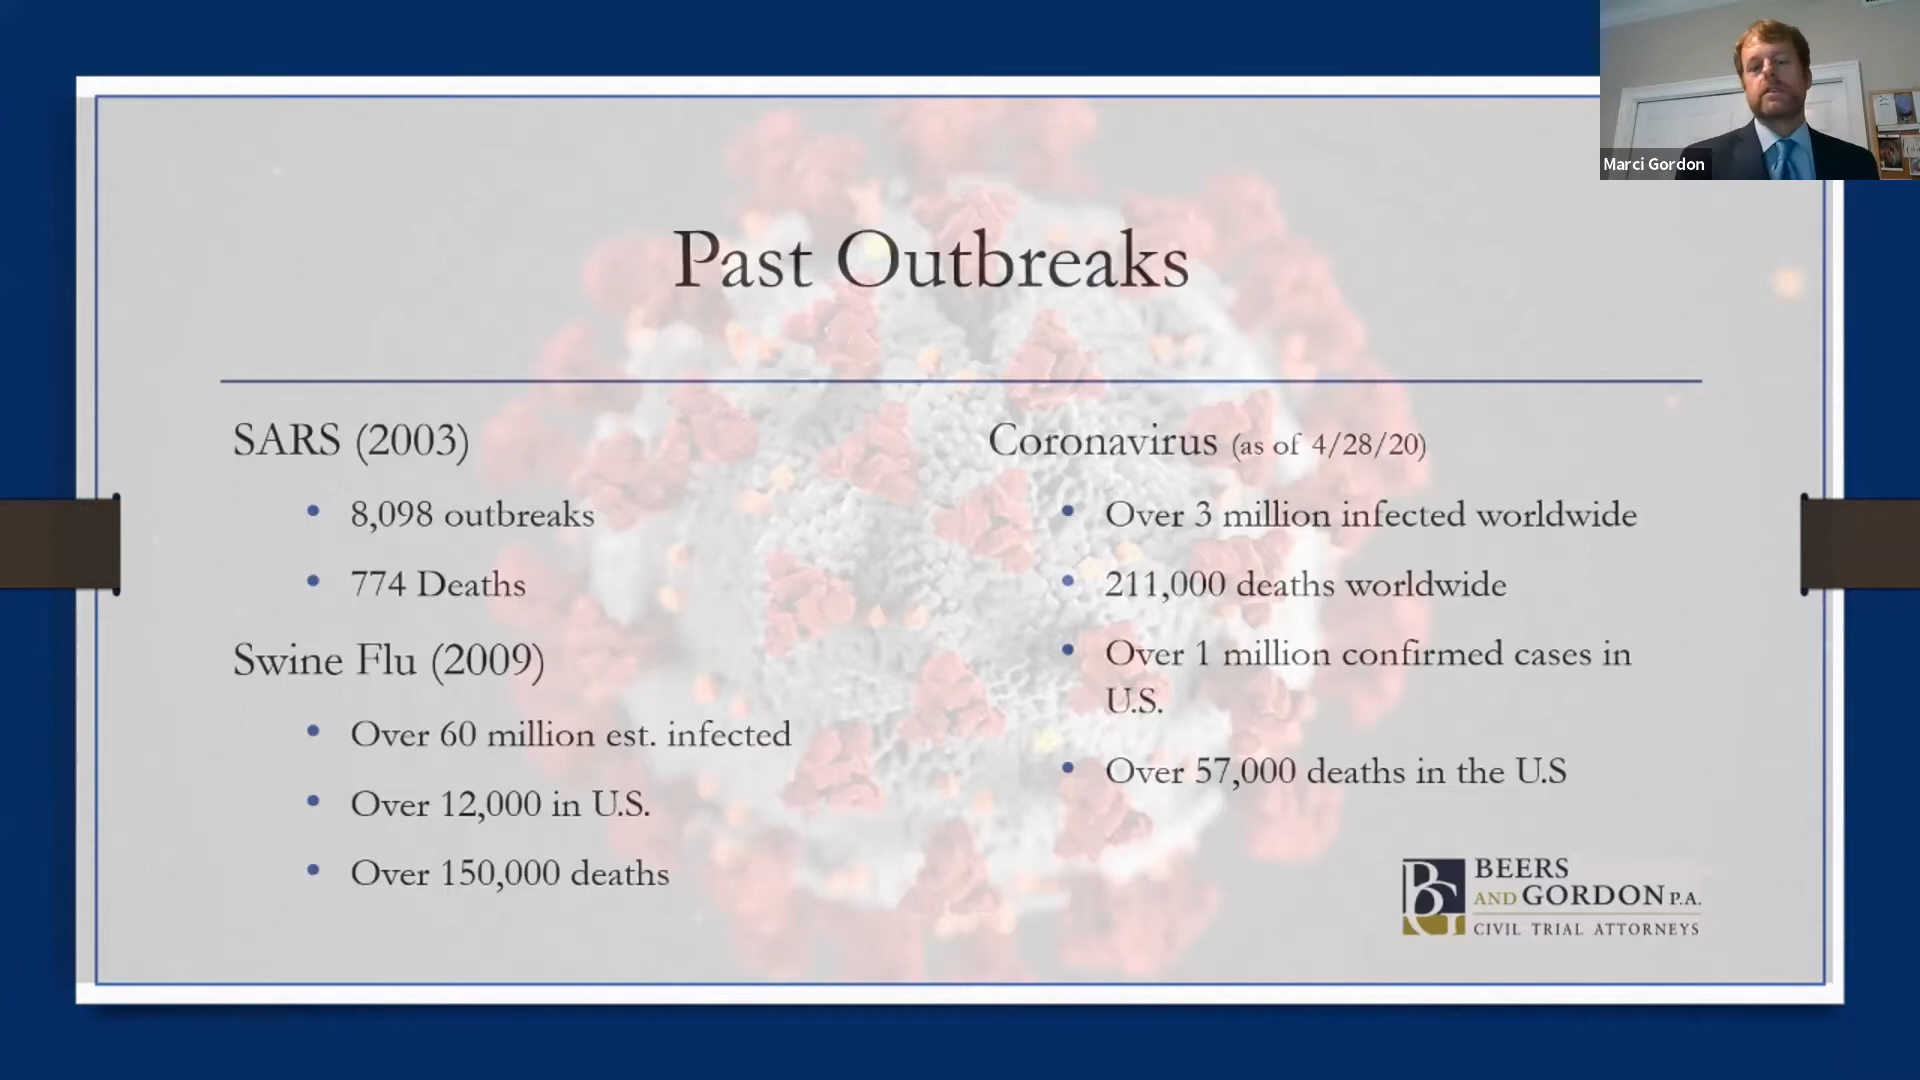 Marci Gordon
Past Outbreaks
SARS (2003)
• 8,098 outbreaks
• 774 Deaths
Swine Flu (2009)
• Over 60 million est. infected
• Over 12,000 in U.S.
• Over 150,000 deaths
Coronavirus (as of 4/28/20)
• Over 3 million infected worldwide
• 211,000 deaths worldwide
• Over 1 million confirmed cases in
U.S.
• Over 57,000 deaths in the U.S
BG
BEERS
AND GORDON P.A.
CIVIL TRIAL ATTORNEYS